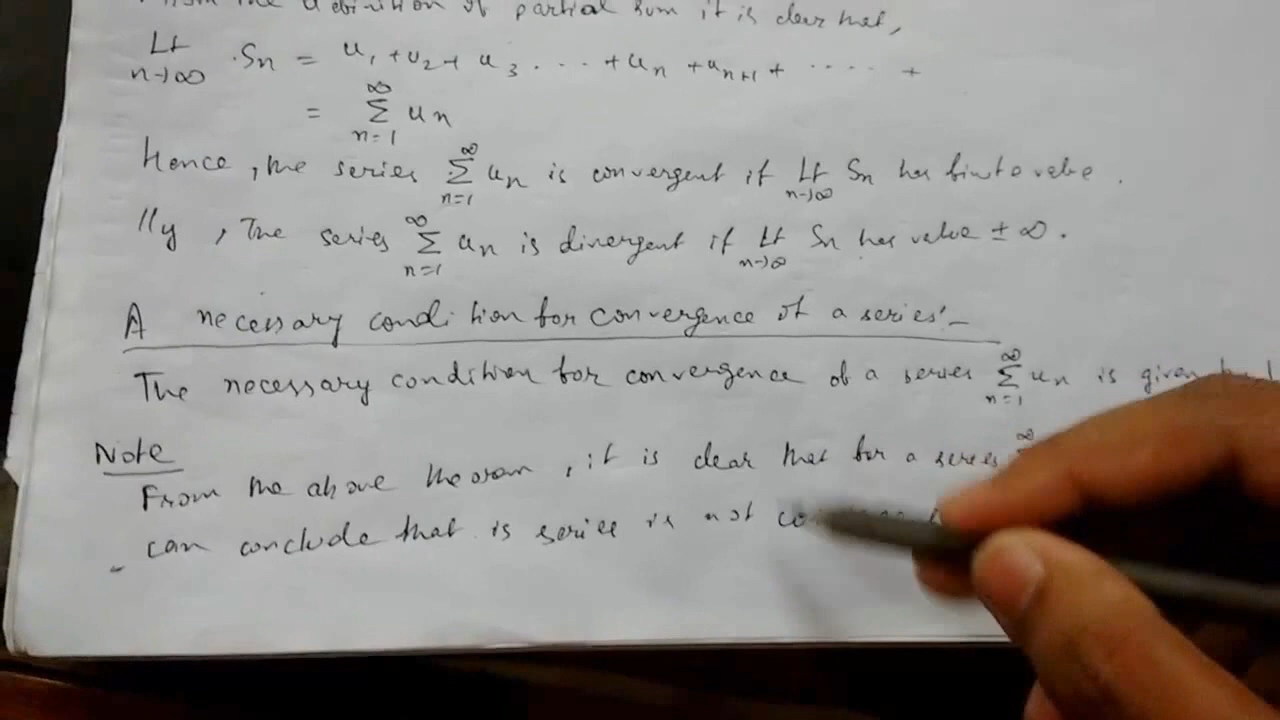 From the definition of partial sum it is clear that,
Lt n→∞ . Sn = u1 + u2 + u3 .... + un + un+1 + ..... +
= ∞ Σ n=1 un
Hence, the series ∞ Σ n=1 un is convergent if Lt n→∞ Sn has finite value .
//y , The series ∞ Σ n=1 un is divergent if Lt n→∞ Sn has value ± ∞ .
A necessary condition for convergence of a series:-
The necessary condition for convergence of a series ∞ Σ n=1 un is given
Note
From the above theorem , it is clear that for a series ∞
can conclude that is series is not